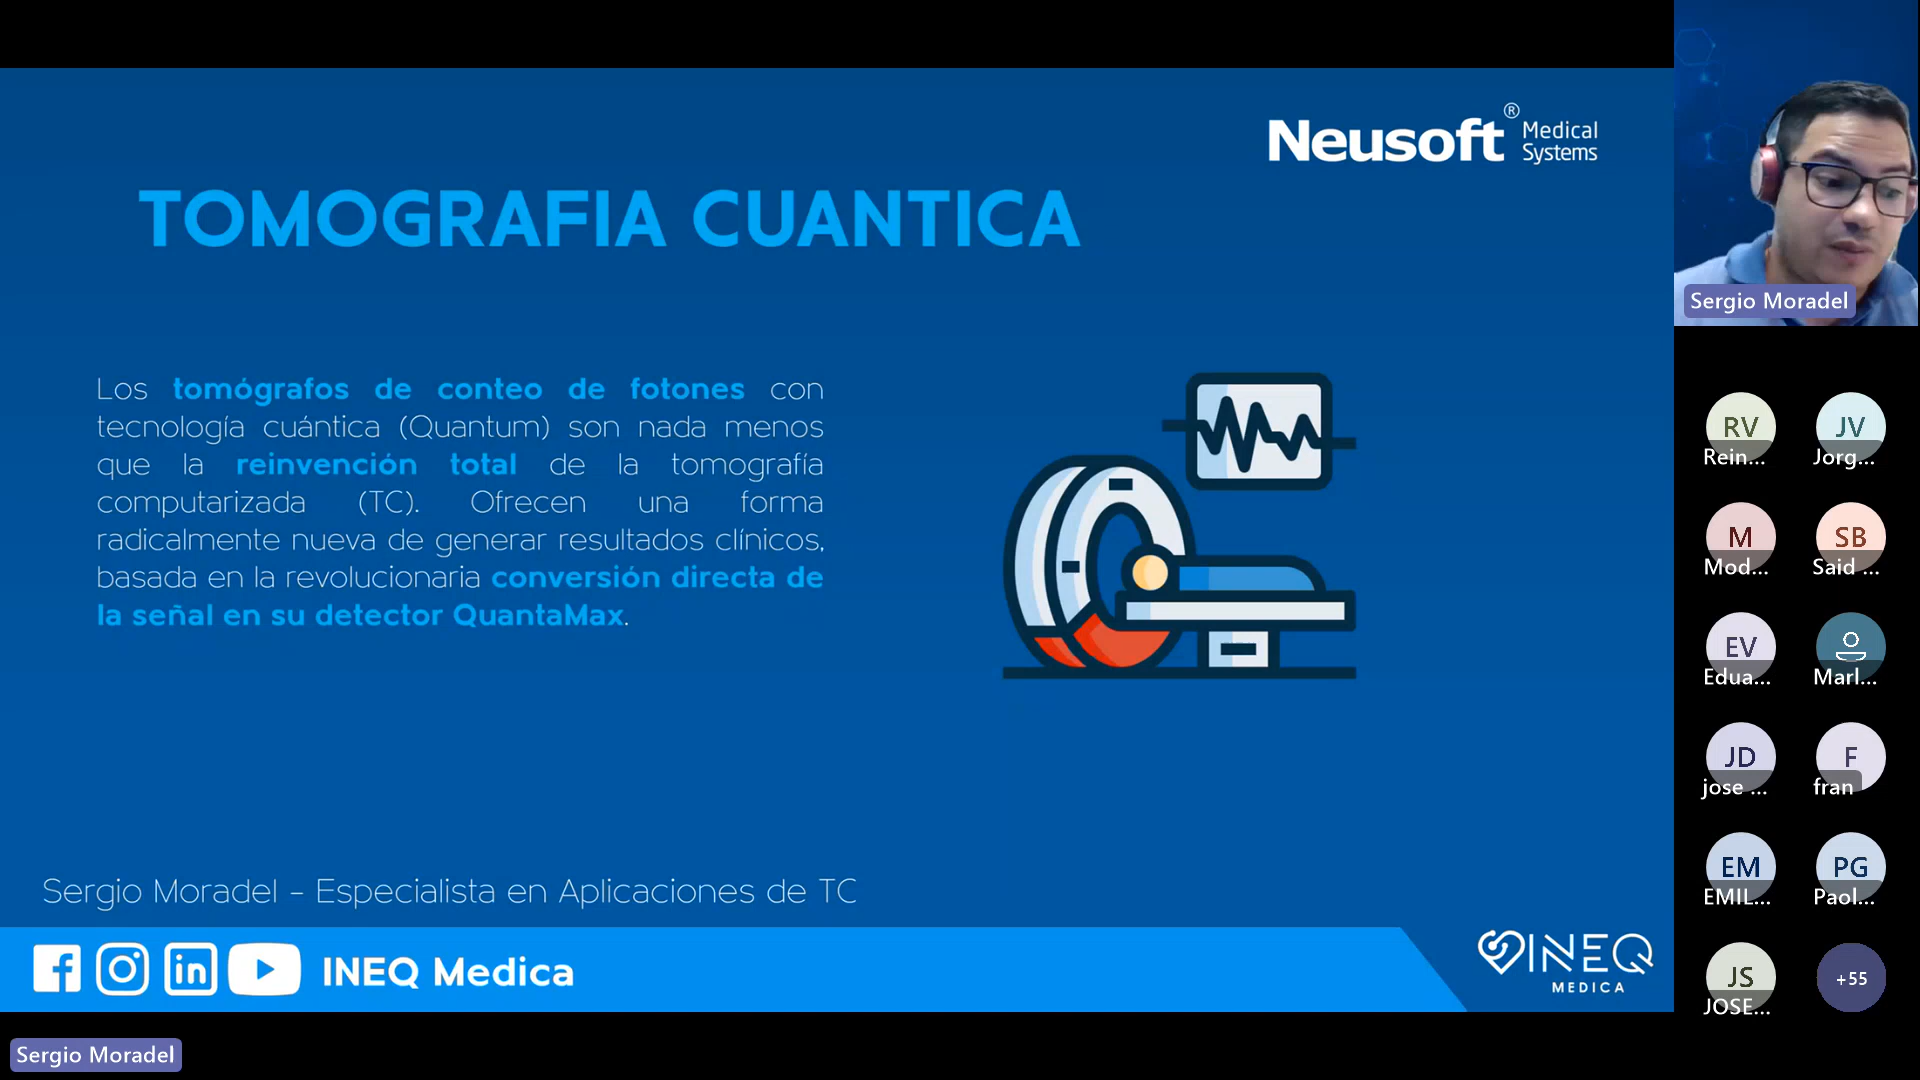 Neusoft® Medical Systems
TOMOGRAFIA CUANTICA
Los tomógrafos de conteo de fotones con
tecnología cuántica (Quantum) son nada menos
que la reinvención total de la tomografía
computarizada (TC). Ofrecen una forma
radicalmente nueva de generar resultados clínicos,
basada en la revolucionaria conversión directa de
la señal en su detector QuantaMax.
Sergio Moradel - Especialista en Aplicaciones de TC
INEQ Medica
INEQ
MEDICA
Sergio Moradel
Sergio Moradel
RV
Rein...
JV
Jorg...
M
Mod...
SB
Said ...
EV
Edua...
Marl...
JD
jose ...
F
fran
EM
EMIL...
PG
Paol...
JS
JOSE...
+55